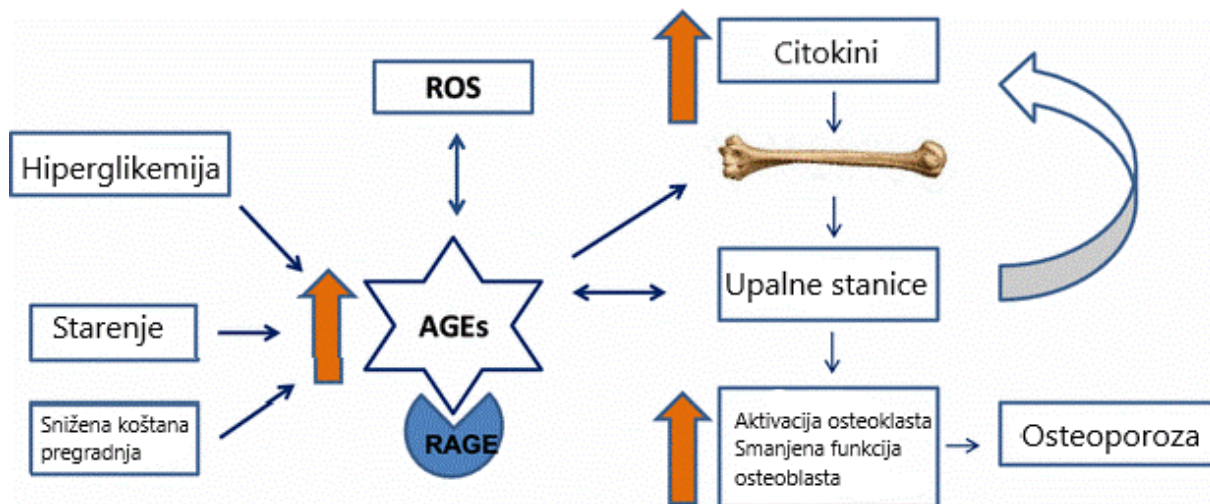 Citokini
ROS
Hiperglikemija
Upalne stanice
Starenje
AGEs
Snižena koštana
pregradnja
RAGE
Aktivacija osteoklasta
Smanjena funkcija
osteoblasta
Osteoporoza